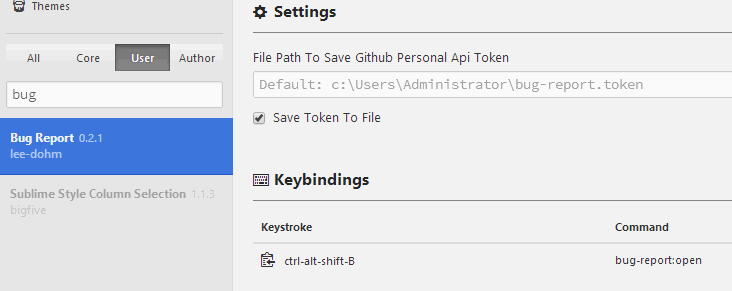 Themes
All Core User Author
bug
Bug Report 0.2.1
lee-dohm
Sublime Style Column Selection 1.1.3
bigfive
Settings
File Path To Save Github Personal Api Token
Default: c:\Users\Administrator\bug-report.token
Save Token To File
Keybindings
Keystroke Command
ctrl-alt-shift-B bug-report:open